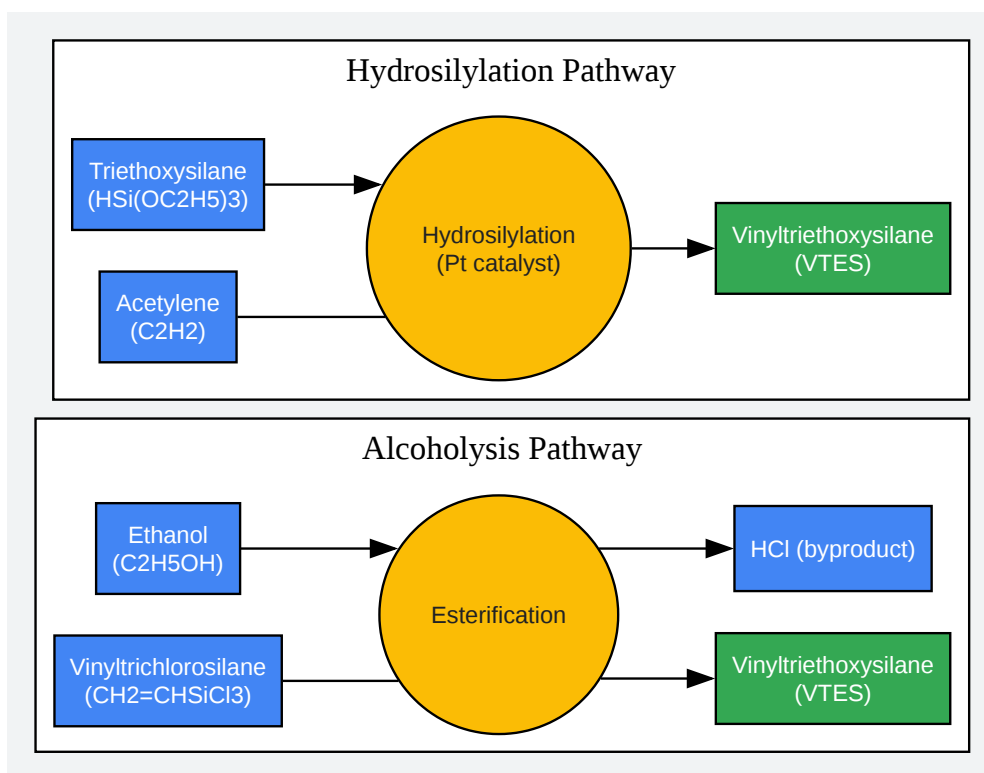 Hydrosilylation Pathway
Triethoxysilane
(HSi(OC2H5)3)
Acetylene
(C2H2)
Hydrosilylation
(Pt catalyst)
Vinyltriethoxysilane
(VTES)
Alcoholysis Pathway
Ethanol
(C2H5OH)
Vinyltrichlorosilane
(CH2=CHSiCl3)
Esterification
HCl (byproduct)
Vinyltriethoxysilane
(VTES)